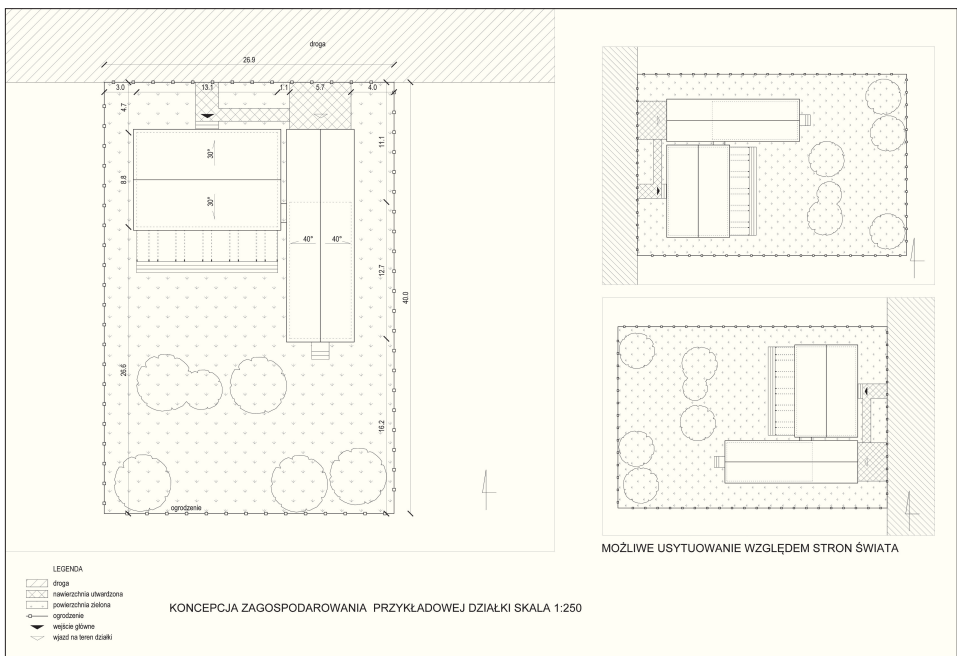 droga
26.9
3.0 13.1 1.1 5.7 4.0
4.7
11.1
30°
8.8
30°
40° 40°
12.7
40.0
26.6
16.2
ogrodzenie
MOŻLIWE USYTUOWANIE WZGLĘDEM STRON ŚWIATA
LEGENDA
droga
nawierzchnia utwardzona
powierzchnia zielona
ogrodzenie
wejście główne
wjazd na teren działki
KONCEPCJA ZAGOSPODAROWANIA PRZYKŁADOWEJ DZIAŁKI SKALA 1:250